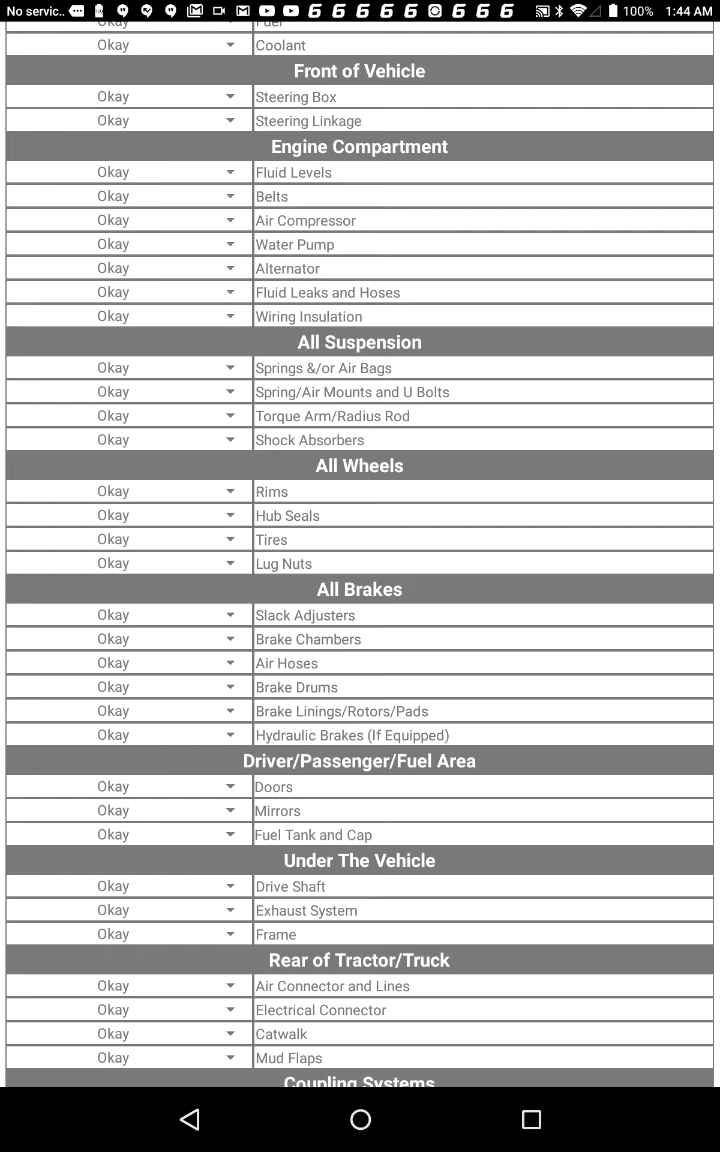 No servic.. 100% 1:44 AM
Okay Fuel
Okay Coolant
Front of Vehicle
Okay Steering Box
Okay Steering Linkage
Engine Compartment
Okay Fluid Levels
Okay Belts
Okay Air Compressor
Okay Water Pump
Okay Alternator
Okay Fluid Leaks and Hoses
Okay Wiring Insulation
All Suspension
Okay Springs &/or Air Bags
Okay Spring/Air Mounts and U Bolts
Okay Torque Arm/Radius Rod
Okay Shock Absorbers
All Wheels
Okay Rims
Okay Hub Seals
Okay Tires
Okay Lug Nuts
All Brakes
Okay Slack Adjusters
Okay Brake Chambers
Okay Air Hoses
Okay Brake Drums
Okay Brake Linings/Rotors/Pads
Okay Hydraulic Brakes (If Equipped)
Driver/Passenger/Fuel Area
Okay Doors
Okay Mirrors
Okay Fuel Tank and Cap
Under The Vehicle
Okay Drive Shaft
Okay Exhaust System
Okay Frame
Rear of Tractor/Truck
Okay Air Connector and Lines
Okay Electrical Connector
Okay Catwalk
Okay Mud Flaps
Coupling Systems